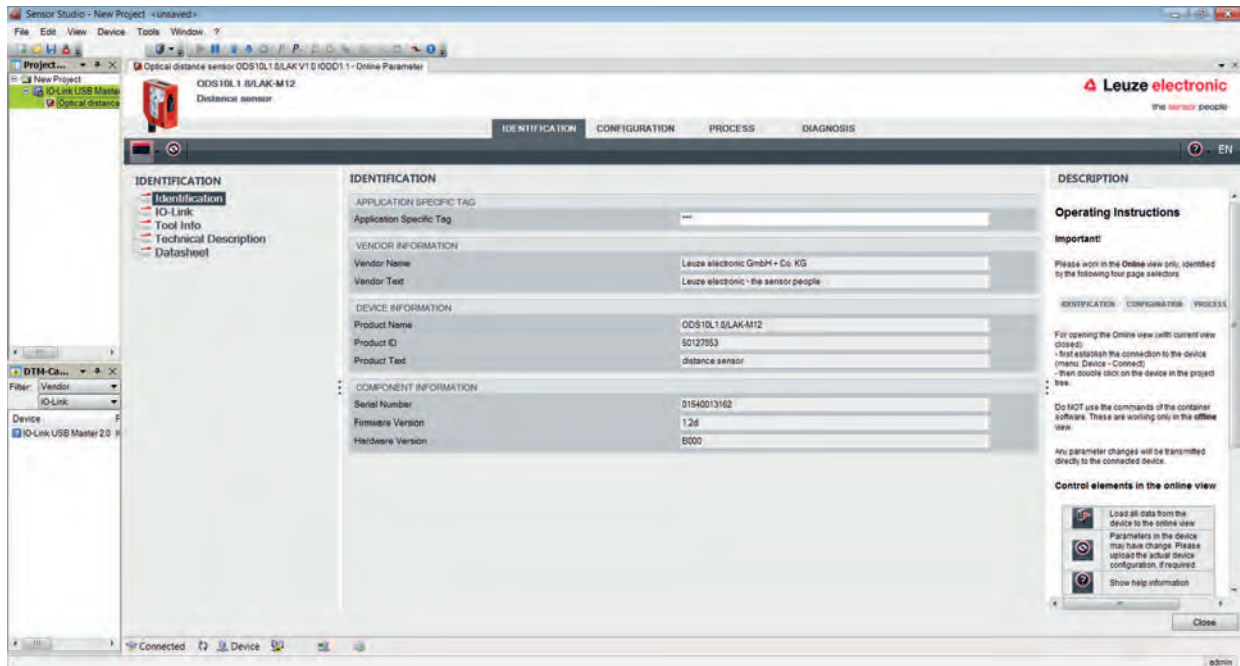 Sensor Studio - New Project <unsaved>
File Edit View Device Tools Window ?
Project...
New Project
IO-Link USB Maste
Optical distance
Optical distance sensor ODS10L1.8/LAK V1.0 IODD1.1 - Online Parameter
ODS10L1.8/LAK-M12
Distance sensor
Leuze electronic
the sensor people
IDENTIFICATION CONFIGURATION PROCESS DIAGNOSIS
EN
IDENTIFICATION
Identification
IO-Link
Tool Info
Technical Description
Datasheet
IDENTIFICATION
APPLICATION SPECIFIC TAG
Application Specific Tag ***
VENDOR INFORMATION
Vendor Name Leuze electronic GmbH + Co. KG
Vendor Text Leuze electronic - the sensor people
DEVICE INFORMATION
Product Name ODS10L1.8/LAK-M12
Product ID 50127853
Product Text distance sensor
COMPONENT INFORMATION
Serial Number 01540013162
Firmware Version 1.2d
Hardware Version B000
DESCRIPTION
Operating Instructions
Important!
Please work in the Online view only, identified
by the following four page selectors
IDENTIFICATION CONFIGURATION PROCESS
For opening the Online view (with current view
closed):
- first establish the connection to the device
(menu: Device - Connect)
- then double click on the device in the project
tree.
Do NOT use the commands of the container
software. These are working only in the offline
view.
Any parameter changes will be transmitted
directly to the connected device.
Control elements in the online view
Load all data from the
device to the online view
Parameters in the device
may have change. Please
upload the actual device
configuration, if required.
Show help information
Close
DTM-Ca...
Filter: Vendor
IO-Link
Device
IO-Link USB Master 2.0
Connected Device
admin